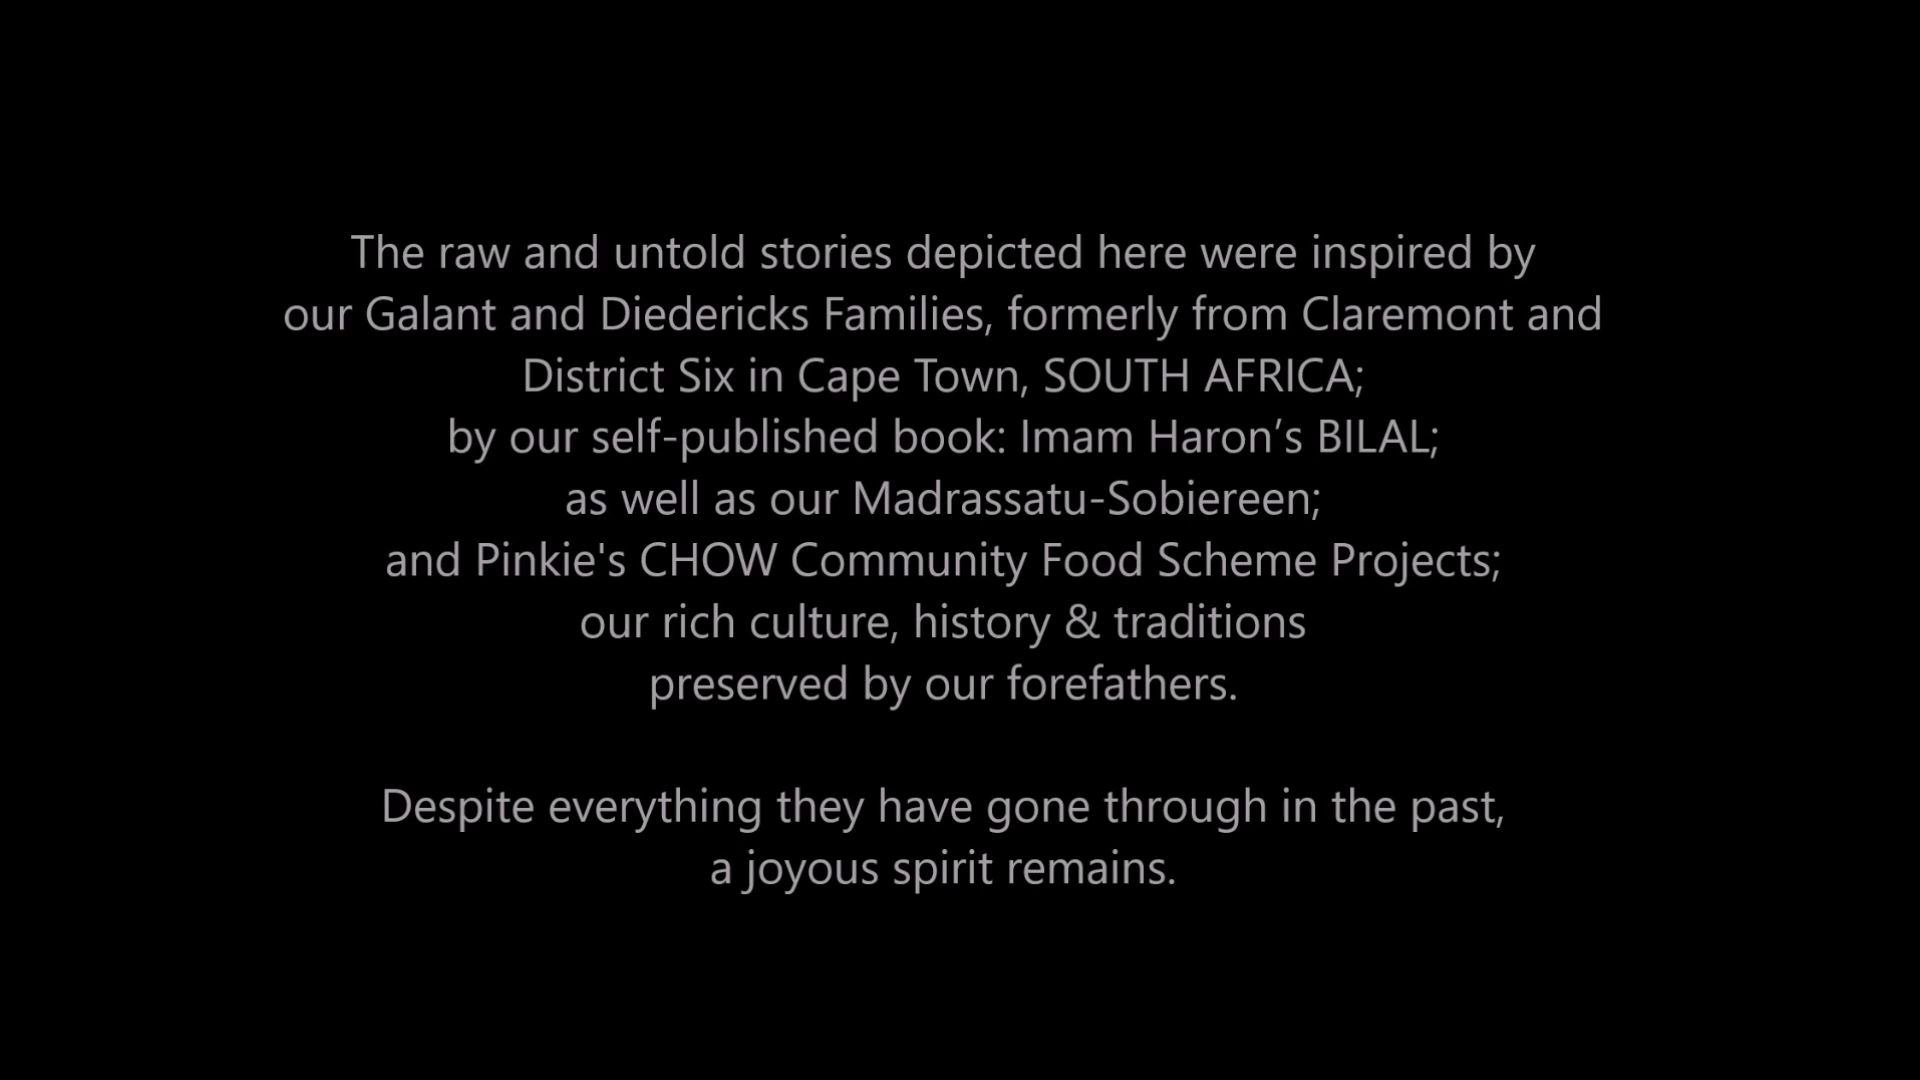 The raw and untold stories depicted here were inspired by
our Galant and Diedericks Families, formerly from Claremont and
District Six in Cape Town, SOUTH AFRICA;
by our self-published book: Imam Haron’s BILAL;
as well as our Madrassatu-Sobiereen;
and Pinkie's CHOW Community Food Scheme Projects;
our rich culture, history & traditions
preserved by our forefathers.
Despite everything they have gone through in the past,
a joyous spirit remains.